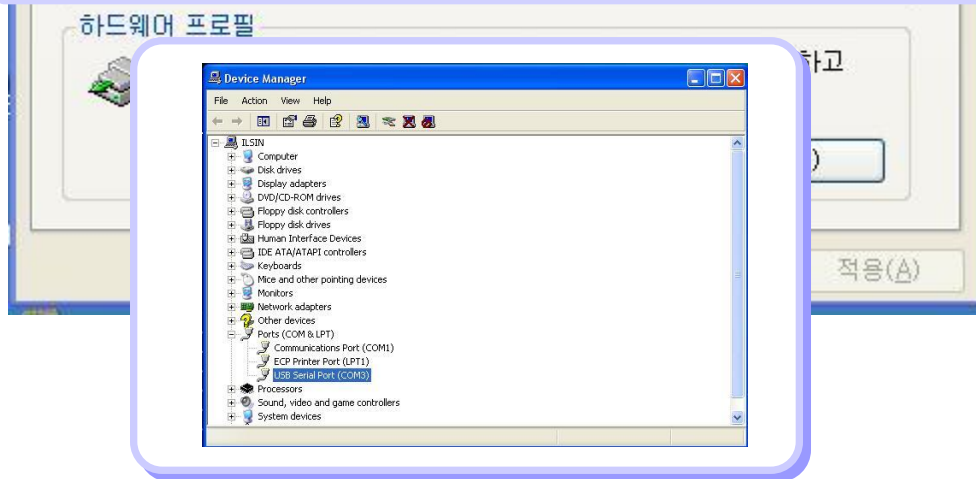 하드웨어 프로필
하고
)
적용(A)
Device Manager
File Action View Help
ILSIN
Computer
Disk drives
Display adapters
DVD/CD-ROM drives
Floppy disk controllers
Floppy disk drives
Human Interface Devices
IDE ATA/ATAPI controllers
Keyboards
Mice and other pointing devices
Monitors
Network adapters
Other devices
Ports (COM & LPT)
Communications Port (COM1)
ECP Printer Port (LPT1)
USB Serial Port (COM3)
Processors
Sound, video and game controllers
System devices